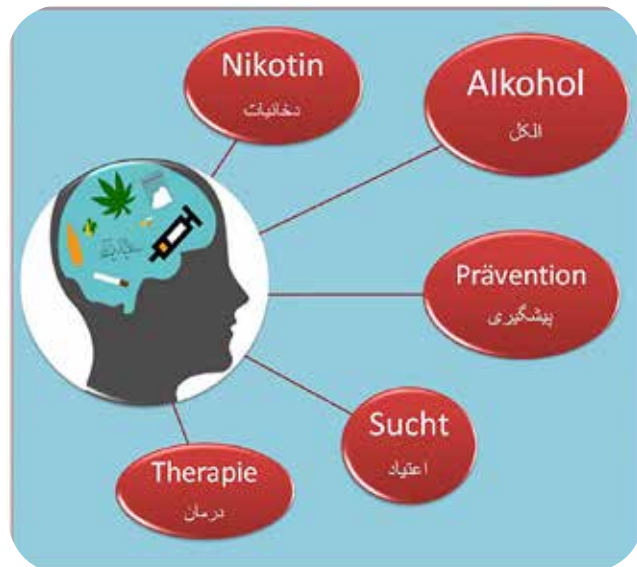 Nikotin
دخانیات
Alkohol
الکل
Prävention
پیشگیری
Sucht
اعتیاد
Therapie
درمان